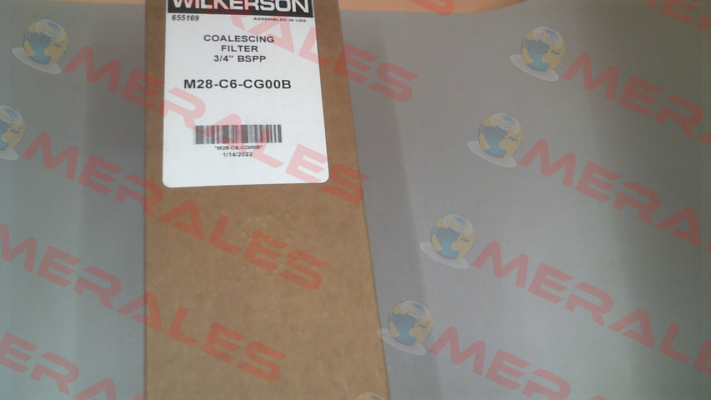 WILKERSON
655169 ASSEMBLED IN USA
COALESCING
FILTER
3/4" BSPP
M28-C6-CG00B
*M28-C6-CG00B*
1/14/2022
MERALES
MERALES
MERALES
MERALES
MERALES
MERALES